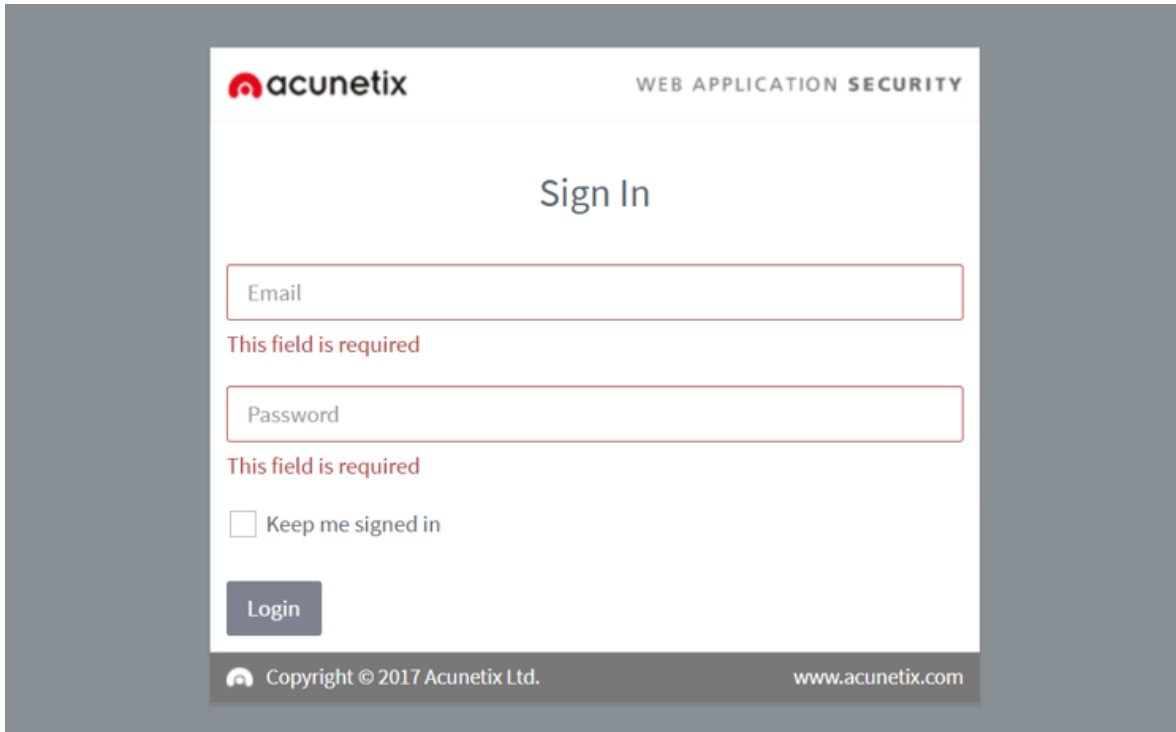 acunetix
WEB APPLICATION SECURITY
Sign In
Email
This field is required
Password
This field is required
Keep me signed in
Login
Copyright © 2017 Acunetix Ltd.
www.acunetix.com